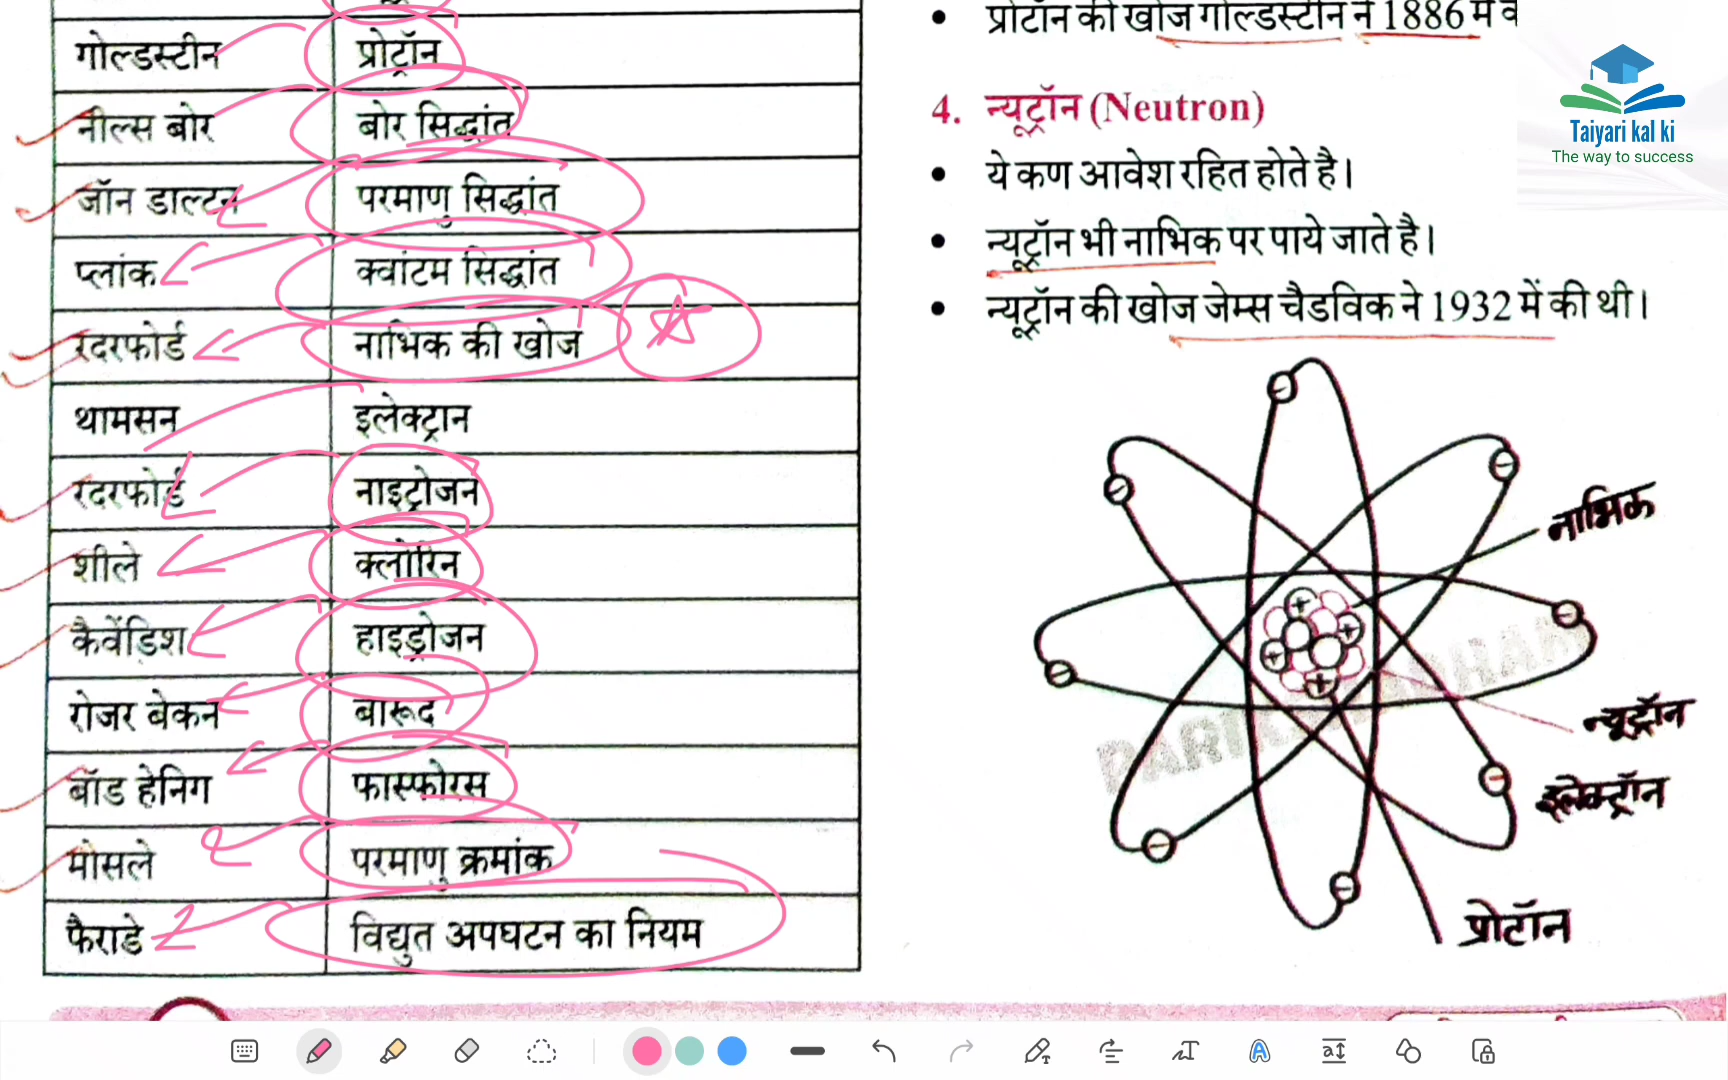 गोल्डस्टीन प्रोट्रॉन
नील्स बोर बोर सिद्धांत
जॉन डाल्टन परमाणु सिद्धांत
प्लांक क्वांटम सिद्धांत
रदरफोर्ड नाभिक की खोज
थामसन इलेक्ट्रान
रदरफोर्ड नाइट्रोजन
शीले क्लोरिन
कैवेंडिश हाइड्रोजन
रोजर बेकन बारूद
बॉड हेनिग फास्फोरस
मोसले परमाणु क्रमांक
फैराडे विद्युत अपघटन का नियम
• प्रोटॉन की खोज गोल्डस्टीन ने 1886 में
4. न्यूट्रॉन (Neutron)
• ये कण आवेश रहित होते है।
• न्यूट्रॉन भी नाभिक पर पाये जाते है।
• न्यूट्रॉन की खोज जेम्स चैडविक ने 1932 में की थी।
Taiyari kal ki
The way to success
नाभिक
न्यूट्रॉन
इलेक्ट्रॉन
प्रोटॉन